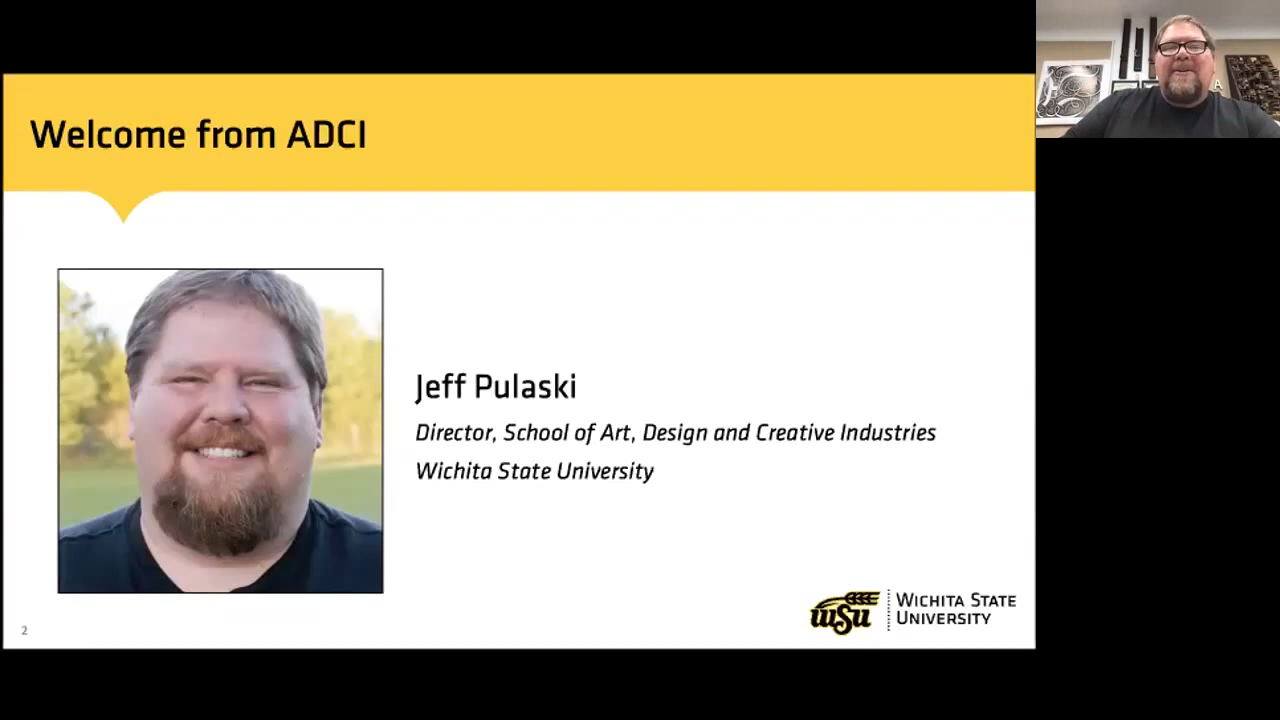 Welcome from ADCI
Jeff Pulaski
Director, School of Art, Design and Creative Industries
Wichita State University
2
WSU
WICHITA STATE
UNIVERSITY
A